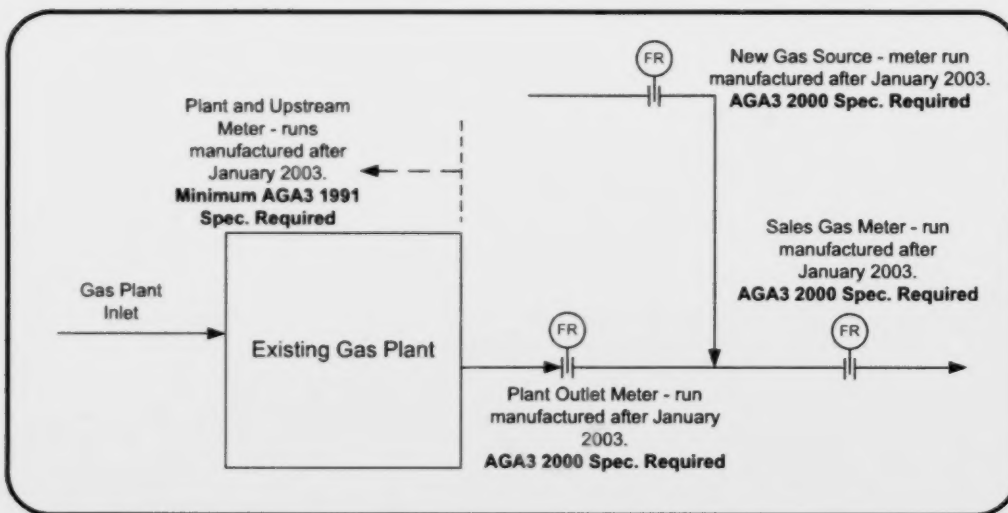 FR
New Gas Source - meter run
manufactured after January 2003.
AGA3 2000 Spec. Required
Plant and Upstream
Meter - runs
manufactured after
January 2003.
Minimum AGA3 1991
Spec. Required
Sales Gas Meter - run
manufactured after
January 2003.
AGA3 2000 Spec. Required
Gas Plant
Inlet
Existing Gas Plant
FR
FR
Plant Outlet Meter - run
manufactured after January
2003.
AGA3 2000 Spec. Required